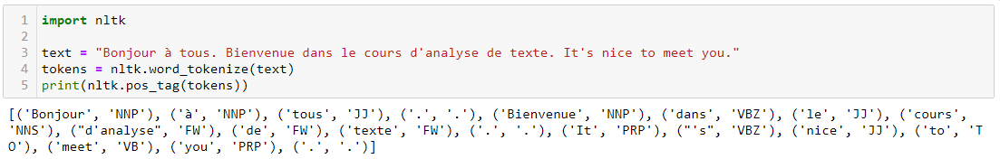 1 import nltk
2
3 text = "Bonjour à tous. Bienvenue dans le cours d'analyse de texte. It's nice to meet you."
4 tokens = nltk.word_tokenize(text)
5 print(nltk.pos_tag(tokens))
[('Bonjour', 'NNP'), ('à', 'NNP'), ('tous', 'JJ'), ('.', '.'), ('Bienvenue', 'NNP'), ('dans', 'VBZ'), ('le', 'JJ'), ('cours',
'NNS'), ("d'analyse", 'FW'), ('de', 'FW'), ('texte', 'FW'), ('.', '.'), ('It', 'PRP'), ("'s", 'VBZ'), ('nice', 'JJ'), ('to', 'T
O'), ('meet', 'VB'), ('you', 'PRP'), ('.', '.')]